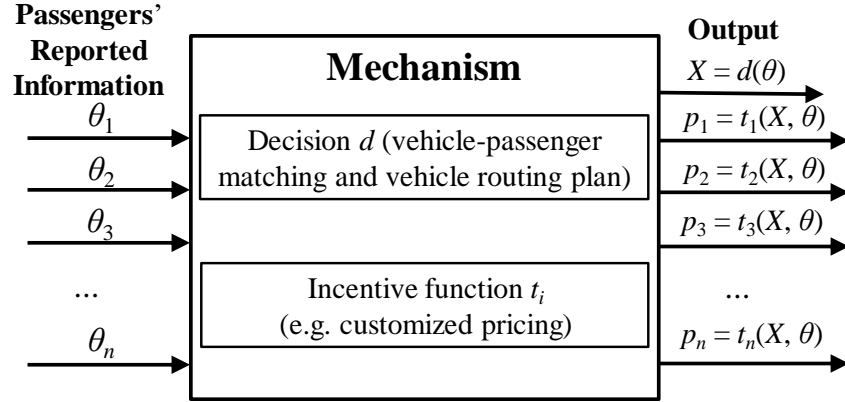 Passengers’
Reported
Information
θ1
θ2
θ3
...
θn
Mechanism
Decision d (vehicle-passenger
matching and vehicle routing plan)
Incentive function ti
(e.g. customized pricing)
Output
X = d(θ)
p1 = t1(X, θ)
p2 = t2(X, θ)
p3 = t3(X, θ)
...
pn = tn(X, θ)